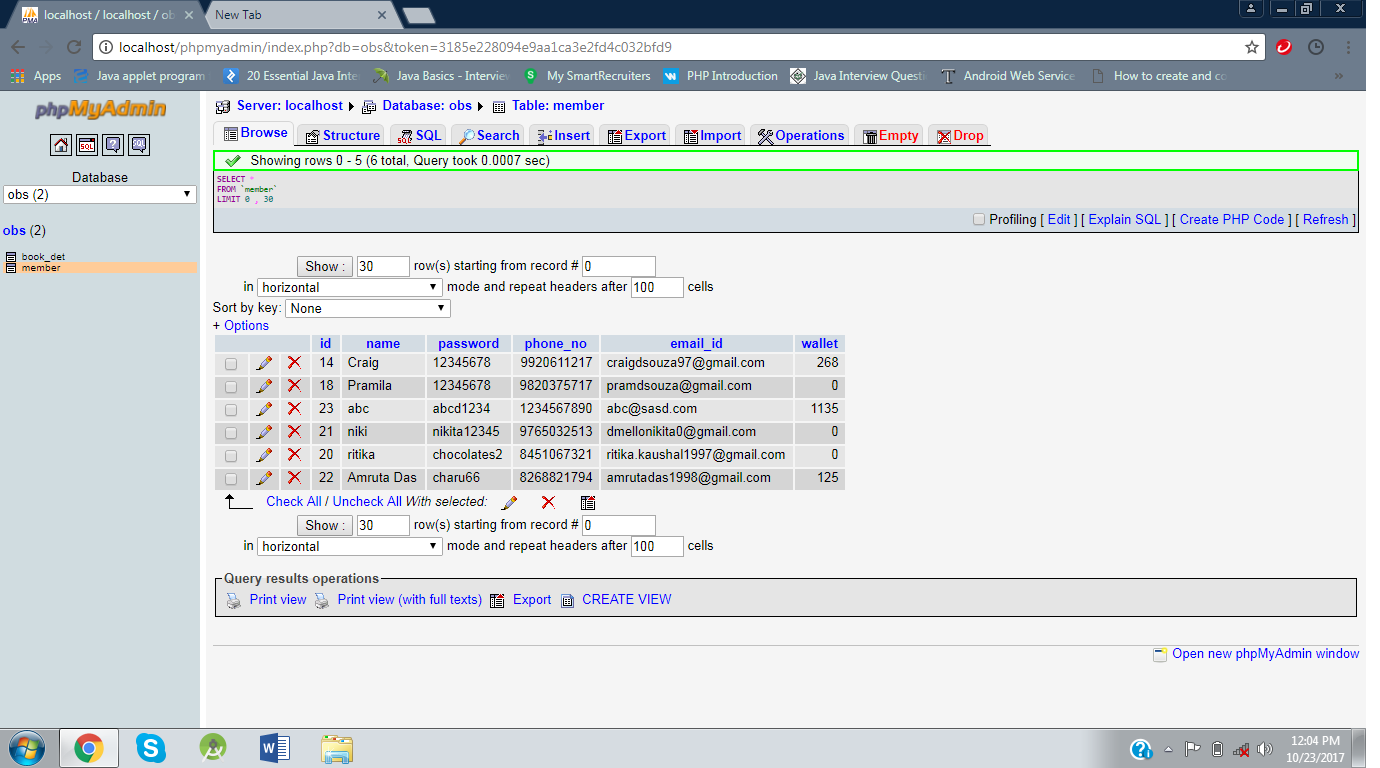 localhost / localhost / ob New Tab
localhost/phpmyadmin/index.php?db=obs&token=3185e228094e9aa1ca3e2fd4c032bfd9
Apps Java applet program 20 Essential Java Inte Java Basics - Interview My SmartRecruiters PHP Introduction Java Interview Questi Android Web Service How to create and co »
phpMyAdmin
Database
obs (2)
obs (2)
book_det
member
Server: localhost Database: obs Table: member
Browse Structure SQL Search Insert Export Import Operations Empty Drop
Showing rows 0 - 5 (6 total, Query took 0.0007 sec)
SELECT *
FROM `member`
LIMIT 0 , 30
Profiling [ Edit ] [ Explain SQL ] [ Create PHP Code ] [ Refresh ]
Show : 30 row(s) starting from record # 0
in horizontal mode and repeat headers after 100 cells
Sort by key: None
+ Options
id name password phone_no email_id wallet
14 Craig 12345678 9920611217 craigdsouza97@gmail.com 268
18 Pramila 12345678 9820375717 pramdsouza@gmail.com 0
23 abc abcd1234 1234567890 abc@sasd.com 1135
21 niki nikita12345 9765032513 dmellonikita0@gmail.com 0
20 ritika chocolates2 8451067321 ritika.kaushal1997@gmail.com 0
22 Amruta Das charu66 8268821794 amrutadas1998@gmail.com 125
Check All / Uncheck All With selected:
Show : 30 row(s) starting from record # 0
in horizontal mode and repeat headers after 100 cells
Query results operations
Print view Print view (with full texts) Export CREATE VIEW
Open new phpMyAdmin window
12:04 PM
10/23/2017